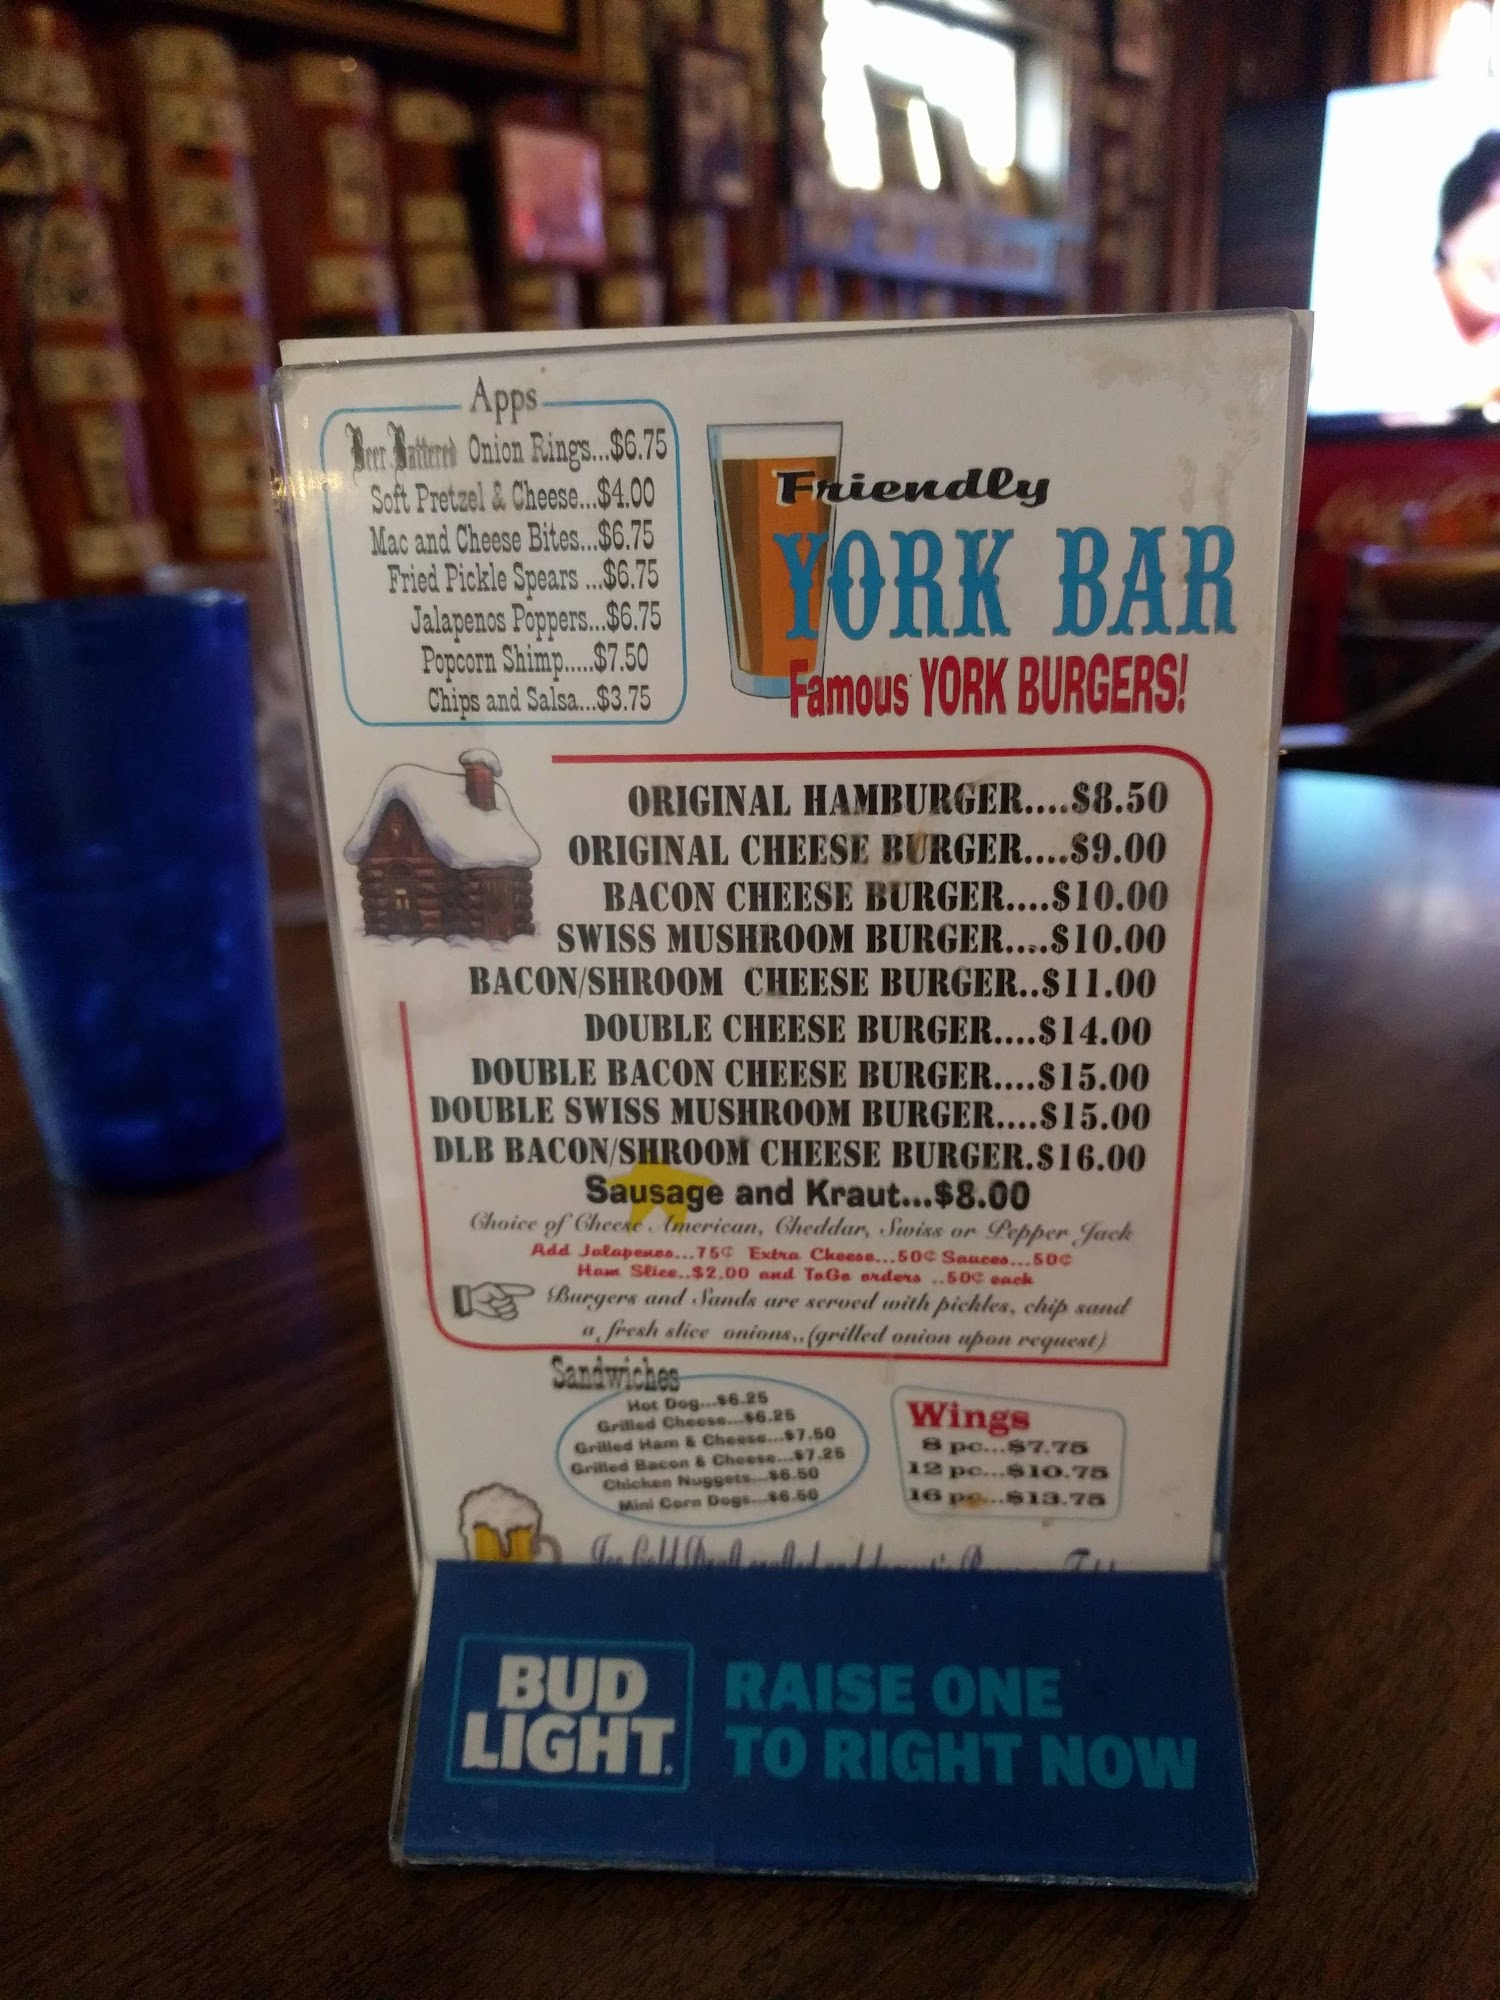 Apps
Beer Battered Onion Rings...$6.75
Soft Pretzel & Cheese...$4.00
Mac and Cheese Bites...$6.75
Fried Pickle Spears ...$6.75
Jalapenos Poppers...$6.75
Popcorn Shimp.....$7.50
Chips and Salsa...$3.75
Friendly
YORK BAR
Famous YORK BURGERS!
ORIGINAL HAMBURGER....$8.50
ORIGINAL CHEESE BURGER....$9.00
BACON CHEESE BURGER....$10.00
SWISS MUSHROOM BURGER....$10.00
BACON/SHROOM CHEESE BURGER..$11.00
DOUBLE CHEESE BURGER....$14.00
DOUBLE BACON CHEESE BURGER....$15.00
DOUBLE SWISS MUSHROOM BURGER....$15.00
DLB BACON/SHROOM CHEESE BURGER.$16.00
Sausage and Kraut...$8.00
Choice of Cheese American, Cheddar, Swiss or Pepper Jack
Add Jalapenos...75¢ Extra Cheese...50¢ Sauces...50¢
Ham Slice..$2.00 and ToGo orders ..50¢ each
Burgers and Sands are served with pickles, chip sand
a fresh slice onions..(grilled onion upon request)
Sandwiches
Hot Dog...$6.25
Grilled Cheese...$6.25
Grilled Ham & Cheese...$7.50
Grilled Bacon & Cheese...$7.25
Chicken Nuggets...$6.50
Mini Corn Dogs...$6.50
Wings
8 pc...$7.75
12 pc...$10.75
16 pc...$13.75
Ice Cold Draft crafted and domestic
BUD LIGHT.
RAISE ONE
TO RIGHT NOW